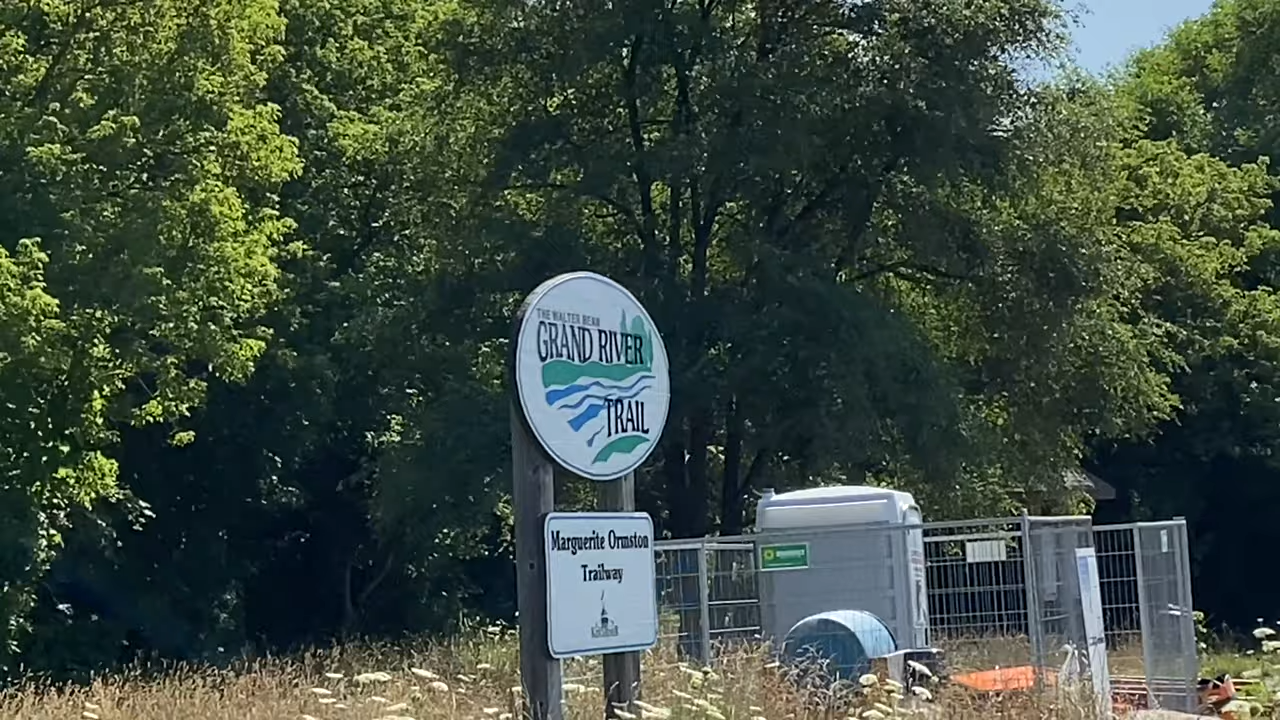 THE WALTER BEAN
GRAND RIVER
TRAIL
Marguerite Ormston
Trailway